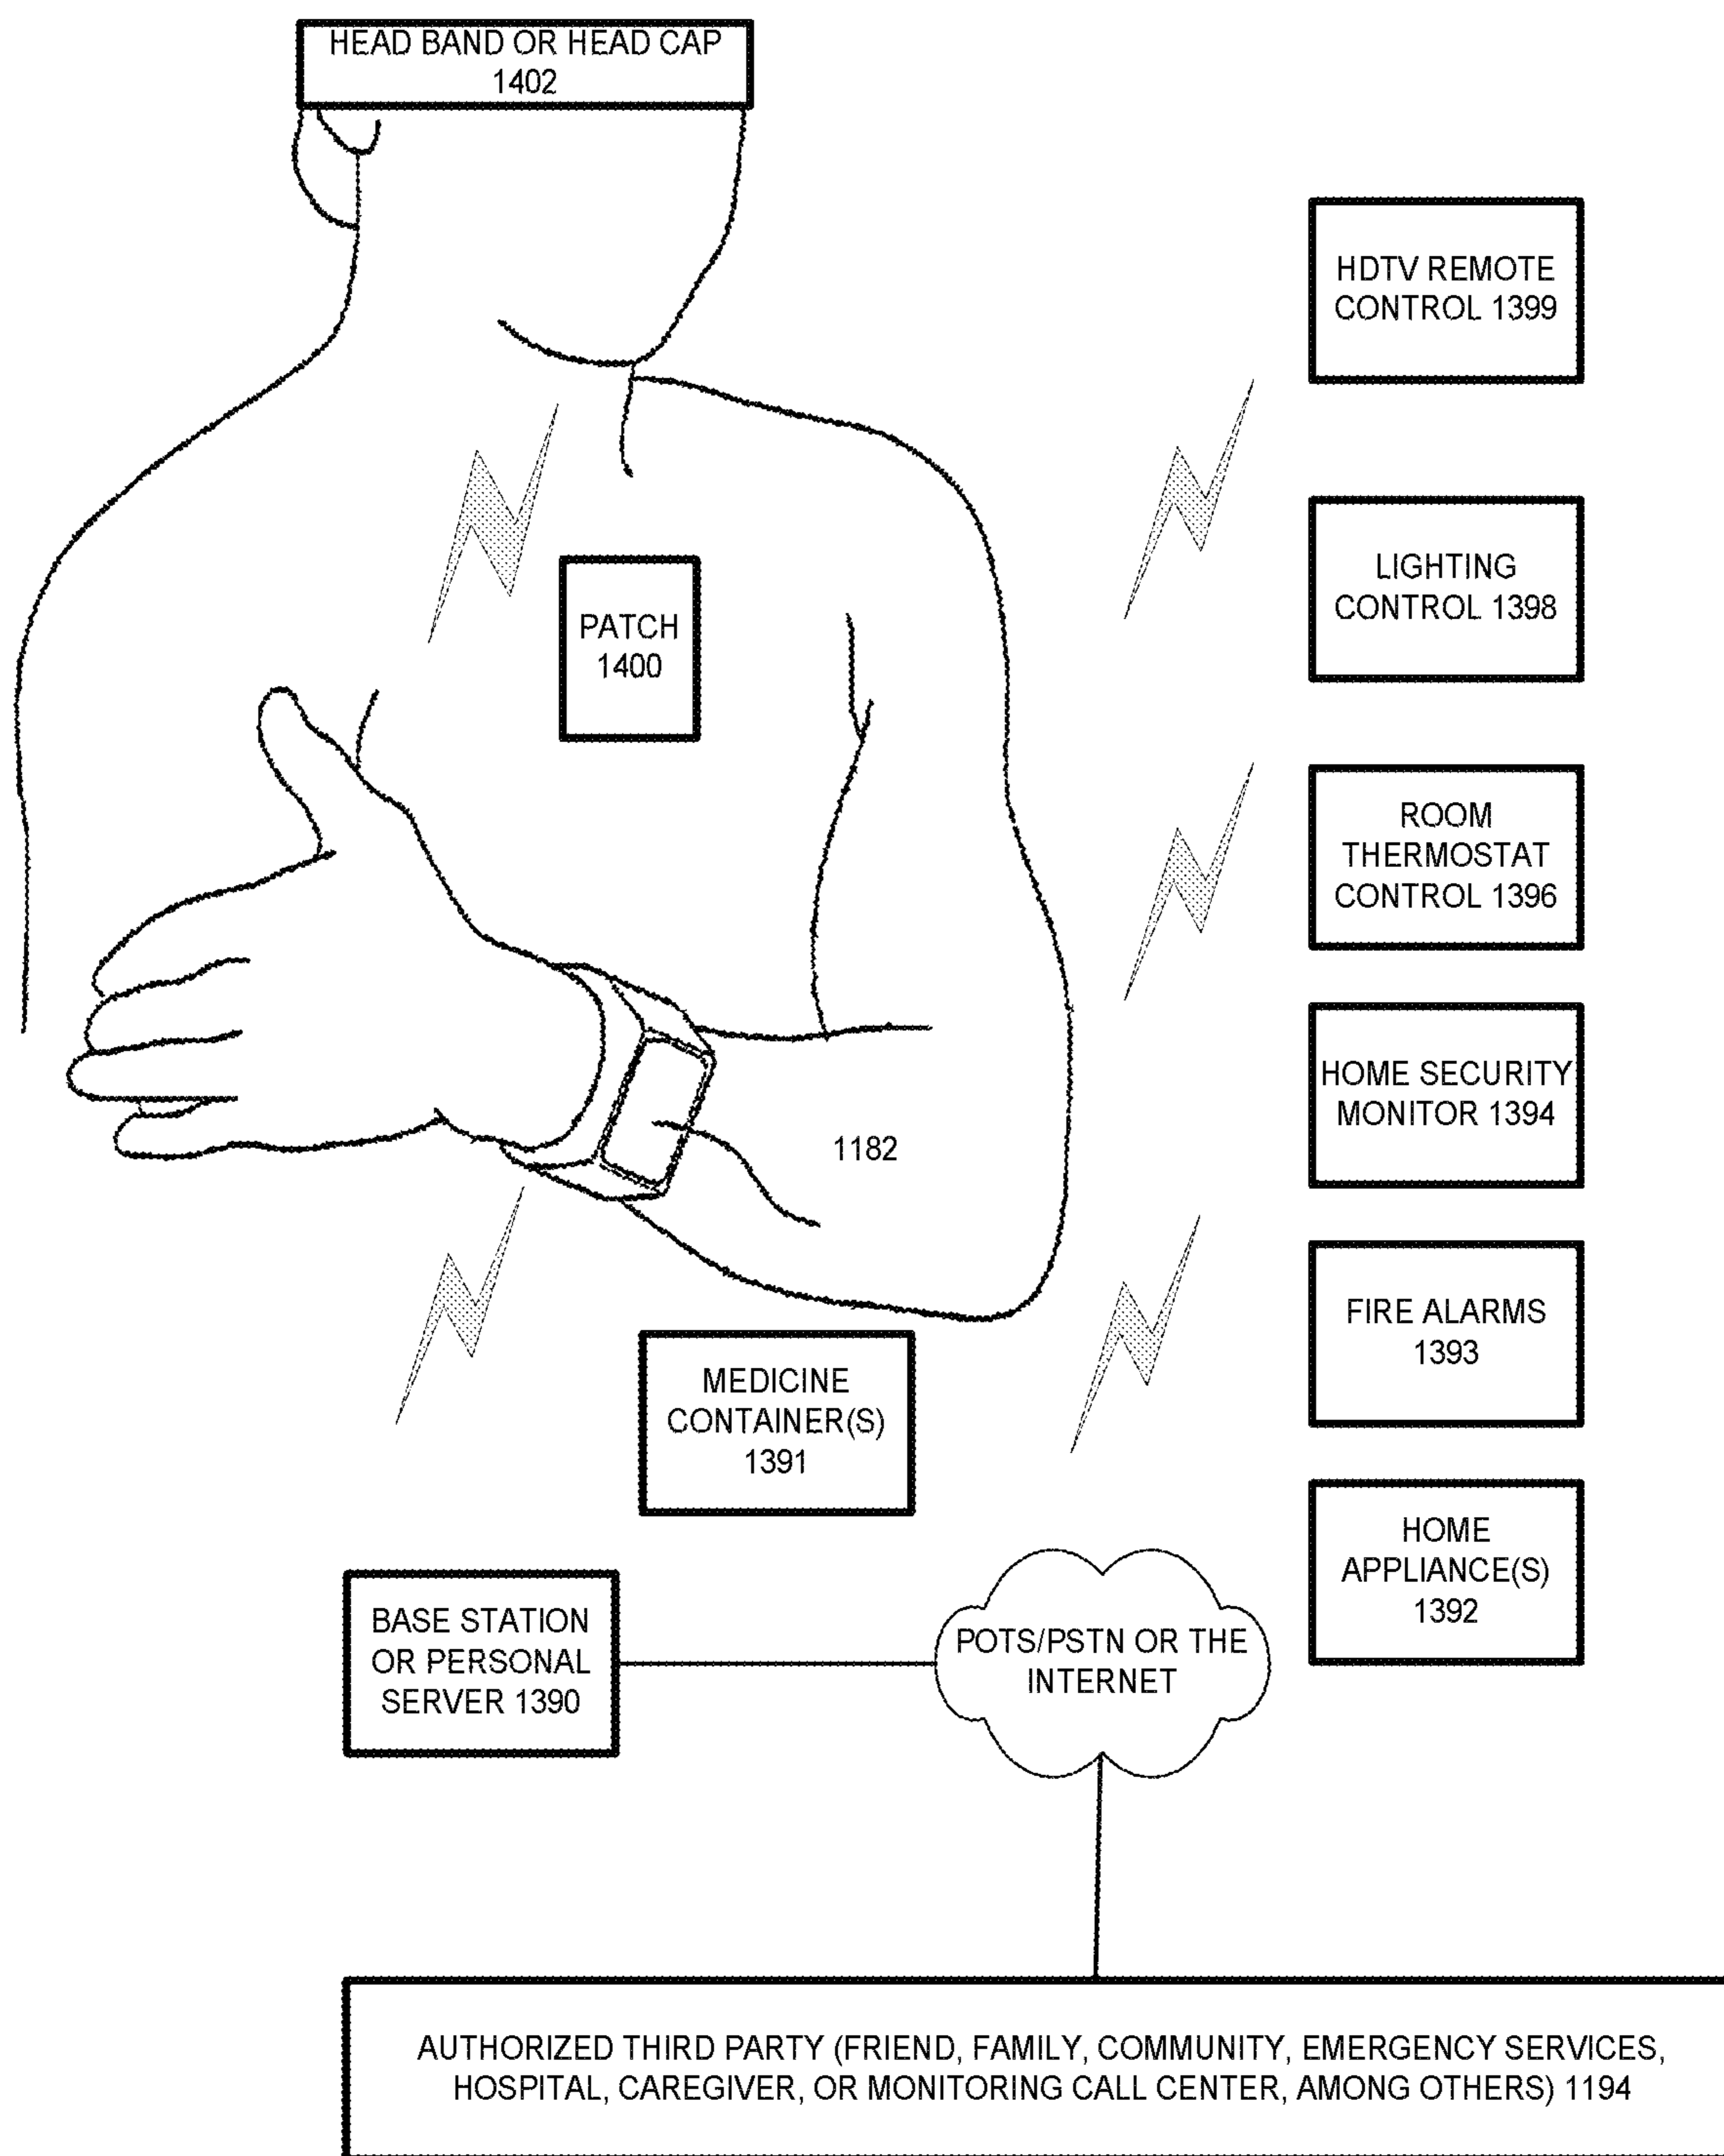 HEAD BAND OR HEAD CAP
1402
HDTV REMOTE
CONTROL 1399
LIGHTING
CONTROL 1398
PATCH
1400
ROOM
THERMOSTAT
CONTROL 1396
HOME SECURITY
MONITOR 1394
1182
FIRE ALARMS
1393
MEDICINE
CONTAINER(S)
1391
HOME
APPLIANCE(S)
1392
BASE STATION
OR PERSONAL
SERVER 1390
POTS/PSTN OR THE
INTERNET
AUTHORIZED THIRD PARTY (FRIEND, FAMILY, COMMUNITY, EMERGENCY SERVICES,
HOSPITAL, CAREGIVER, OR MONITORING CALL CENTER, AMONG OTHERS) 1194